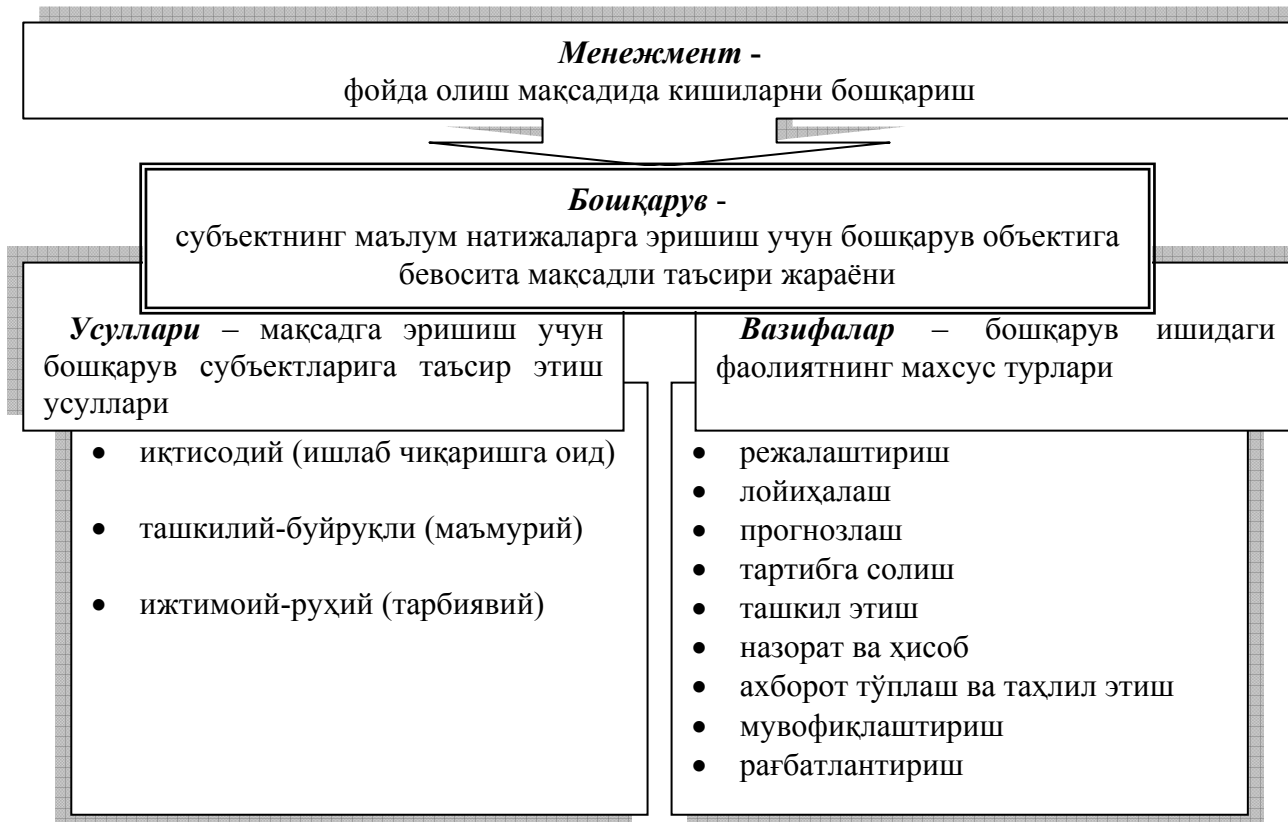 Менежмент -
фойда олиш мақсадида кишиларни бошқариш
Бошқарув -
субъектнинг маълум натижаларга эришиш учун бошқарув объектига
бевосита мақсадли таъсири жараёни
Усуллари – мақсадга эришиш учун
бошқарув субъектларига таъсир этиш
усуллари
• иқтисодий (ишлаб чиқаришга оид)
• ташкилий-буйруқли (маъмурий)
• ижтимоий-руҳий (тарбиявий)
Вазифалар – бошқарув ишидаги
фаолиятнинг махсус турлари
• режалаштириш
• лойиҳалаш
• прогнозлаш
• тартибга солиш
• ташкил этиш
• назорат ва ҳисоб
• ахборот тўплаш ва таҳлил этиш
• мувофиқлаштириш
• рағбатлантириш